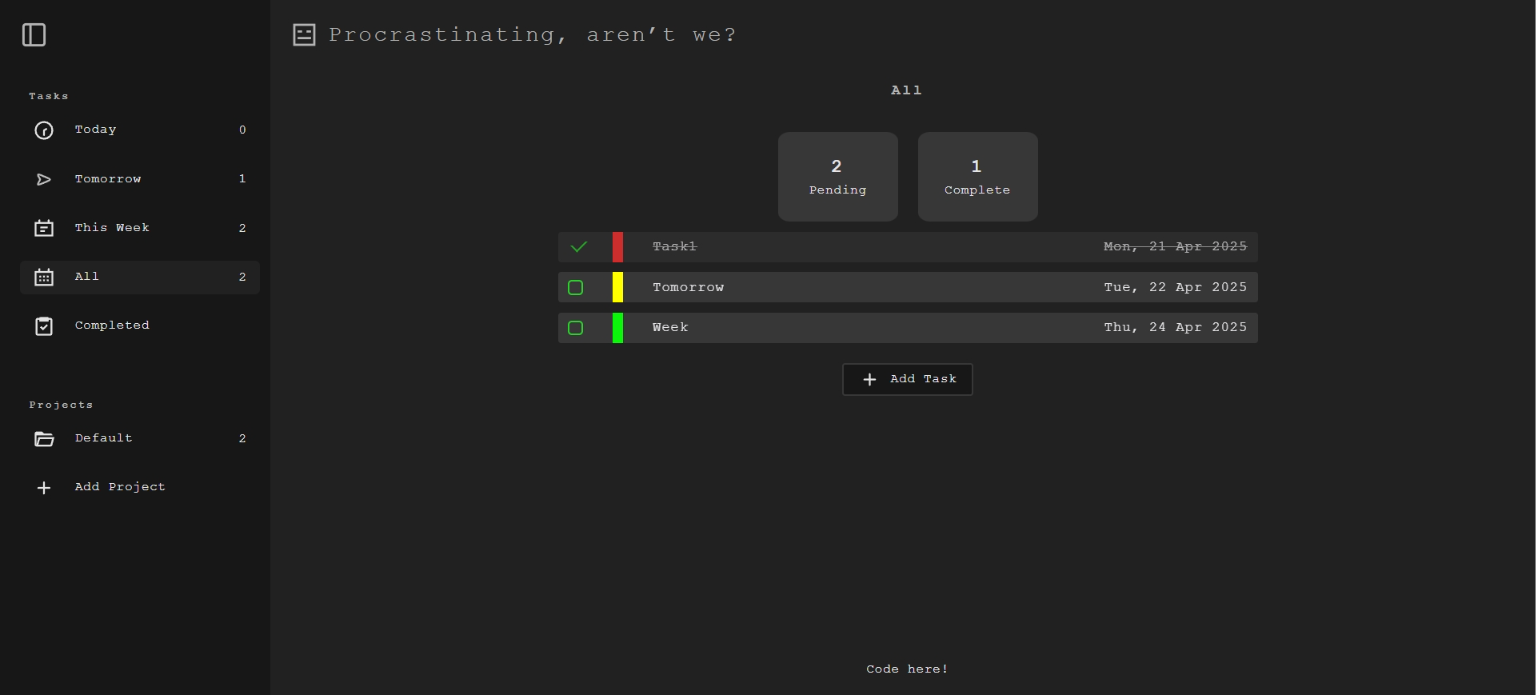 Procrastinating, aren’t we?
Tasks
Today 0
Tomorrow 1
This Week 2
All 2
Completed
Projects
Default 2
Add Project
All
2 1
Pending Complete
Task1 Mon, 21 Apr 2025
Tomorrow Tue, 22 Apr 2025
Week Thu, 24 Apr 2025
Add Task
Code here!